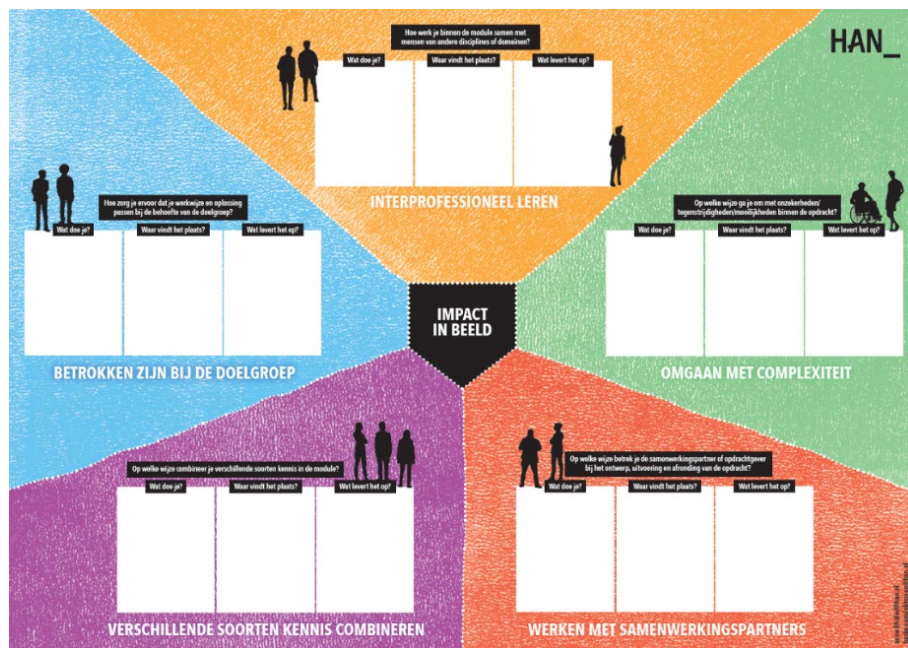 HAN_
Hoe werk je binnen de module samen met
mensen van andere disciplines of domeinen?
Wat doe je?
Waar vindt het plaats?
Wat levert het op?
INTERPROFESSIONEEL LEREN
Hoe zorg je ervoor dat je werkwijze en oplossing
passen bij de behoefte van de doelgroep?
Wat doe je?
Waar vindt het plaats?
Wat levert het op?
BETROKKEN ZIJN BIJ DE DOELGROEP
Op welke wijze ga je om met onzekerheden/
tegenstrijdigheden/moeilijkheden binnen de opdracht?
Wat doe je?
Waar vindt het plaats?
Wat levert het op?
OMGAAN MET COMPLEXITEIT
IMPACT
IN BEELD
Op welke wijze combineer je verschillende soorten kennis in de module?
Wat doe je?
Waar vindt het plaats?
Wat levert het op?
VERSCHILLENDE SOORTEN KENNIS COMBINEREN
Op welke wijze betrek je de samenwerkingspartner of opdrachtgever
bij het ontwerp, uitvoering en afronding van de opdracht?
Wat doe je?
Waar vindt het plaats?
Wat levert het op?
WERKEN MET SAMENWERKINGSPARTNERS